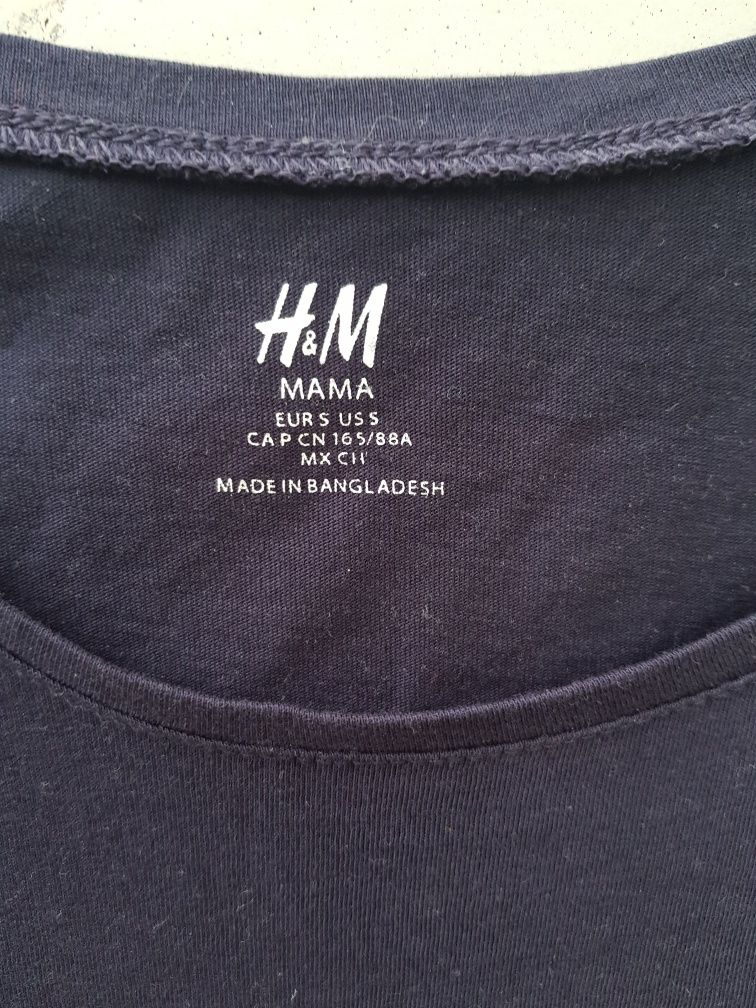 H&M
MAMA
EUR S US S
CA P CN 165/88A
MX CH
MADE IN BANGLADESH